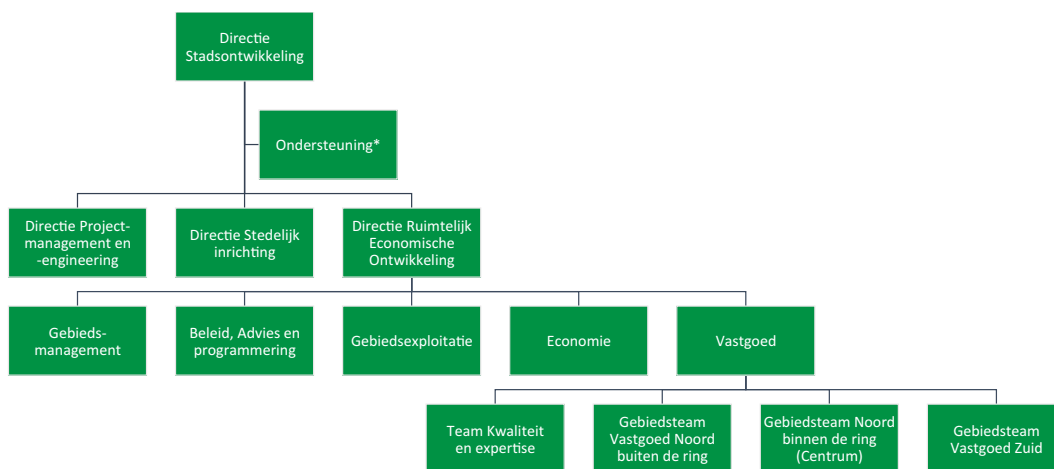 Directie
Stadsontwikkeling
Ondersteuning*
Directie Project-
management en
-engineering
Directie Stedelijk
inrichting
Directie Ruimtelijk
Economische
Ontwikkeling
Gebieds-
management
Beleid, Advies en
programmering
Gebiedsexploitatie
Economie
Vastgoed
Team Kwaliteit
en expertise
Gebiedsteam
Vastgoed Noord
buiten de ring
Gebiedsteam Noord
binnen de ring
(Centrum)
Gebiedsteam
Vastgoed Zuid